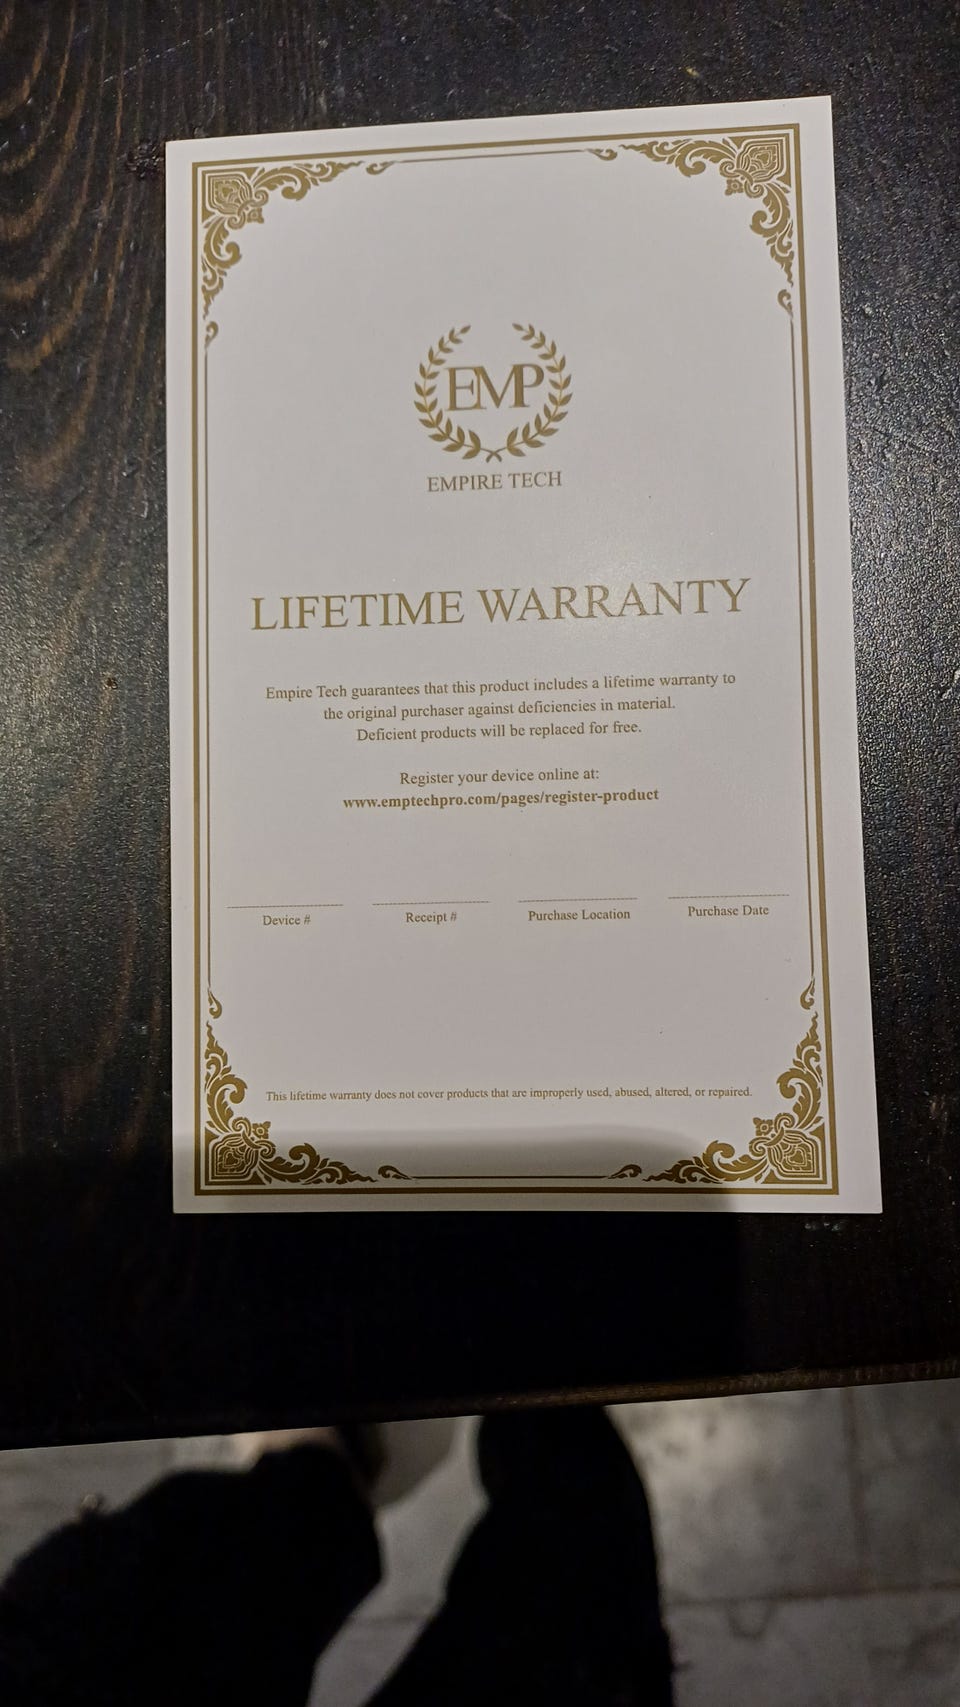 EMP
EMPIRE TECH
LIFETIME WARRANTY
Empire Tech guarantees that this product includes a lifetime warranty to
the original purchaser against deficiencies in material.
Deficient products will be replaced for free.
Register your device online at:
www.emptechpro.com/pages/register-product
Device # Receipt # Purchase Location Purchase Date
This lifetime warranty does not cover products that are improperly used, abused, altered, or repaired.